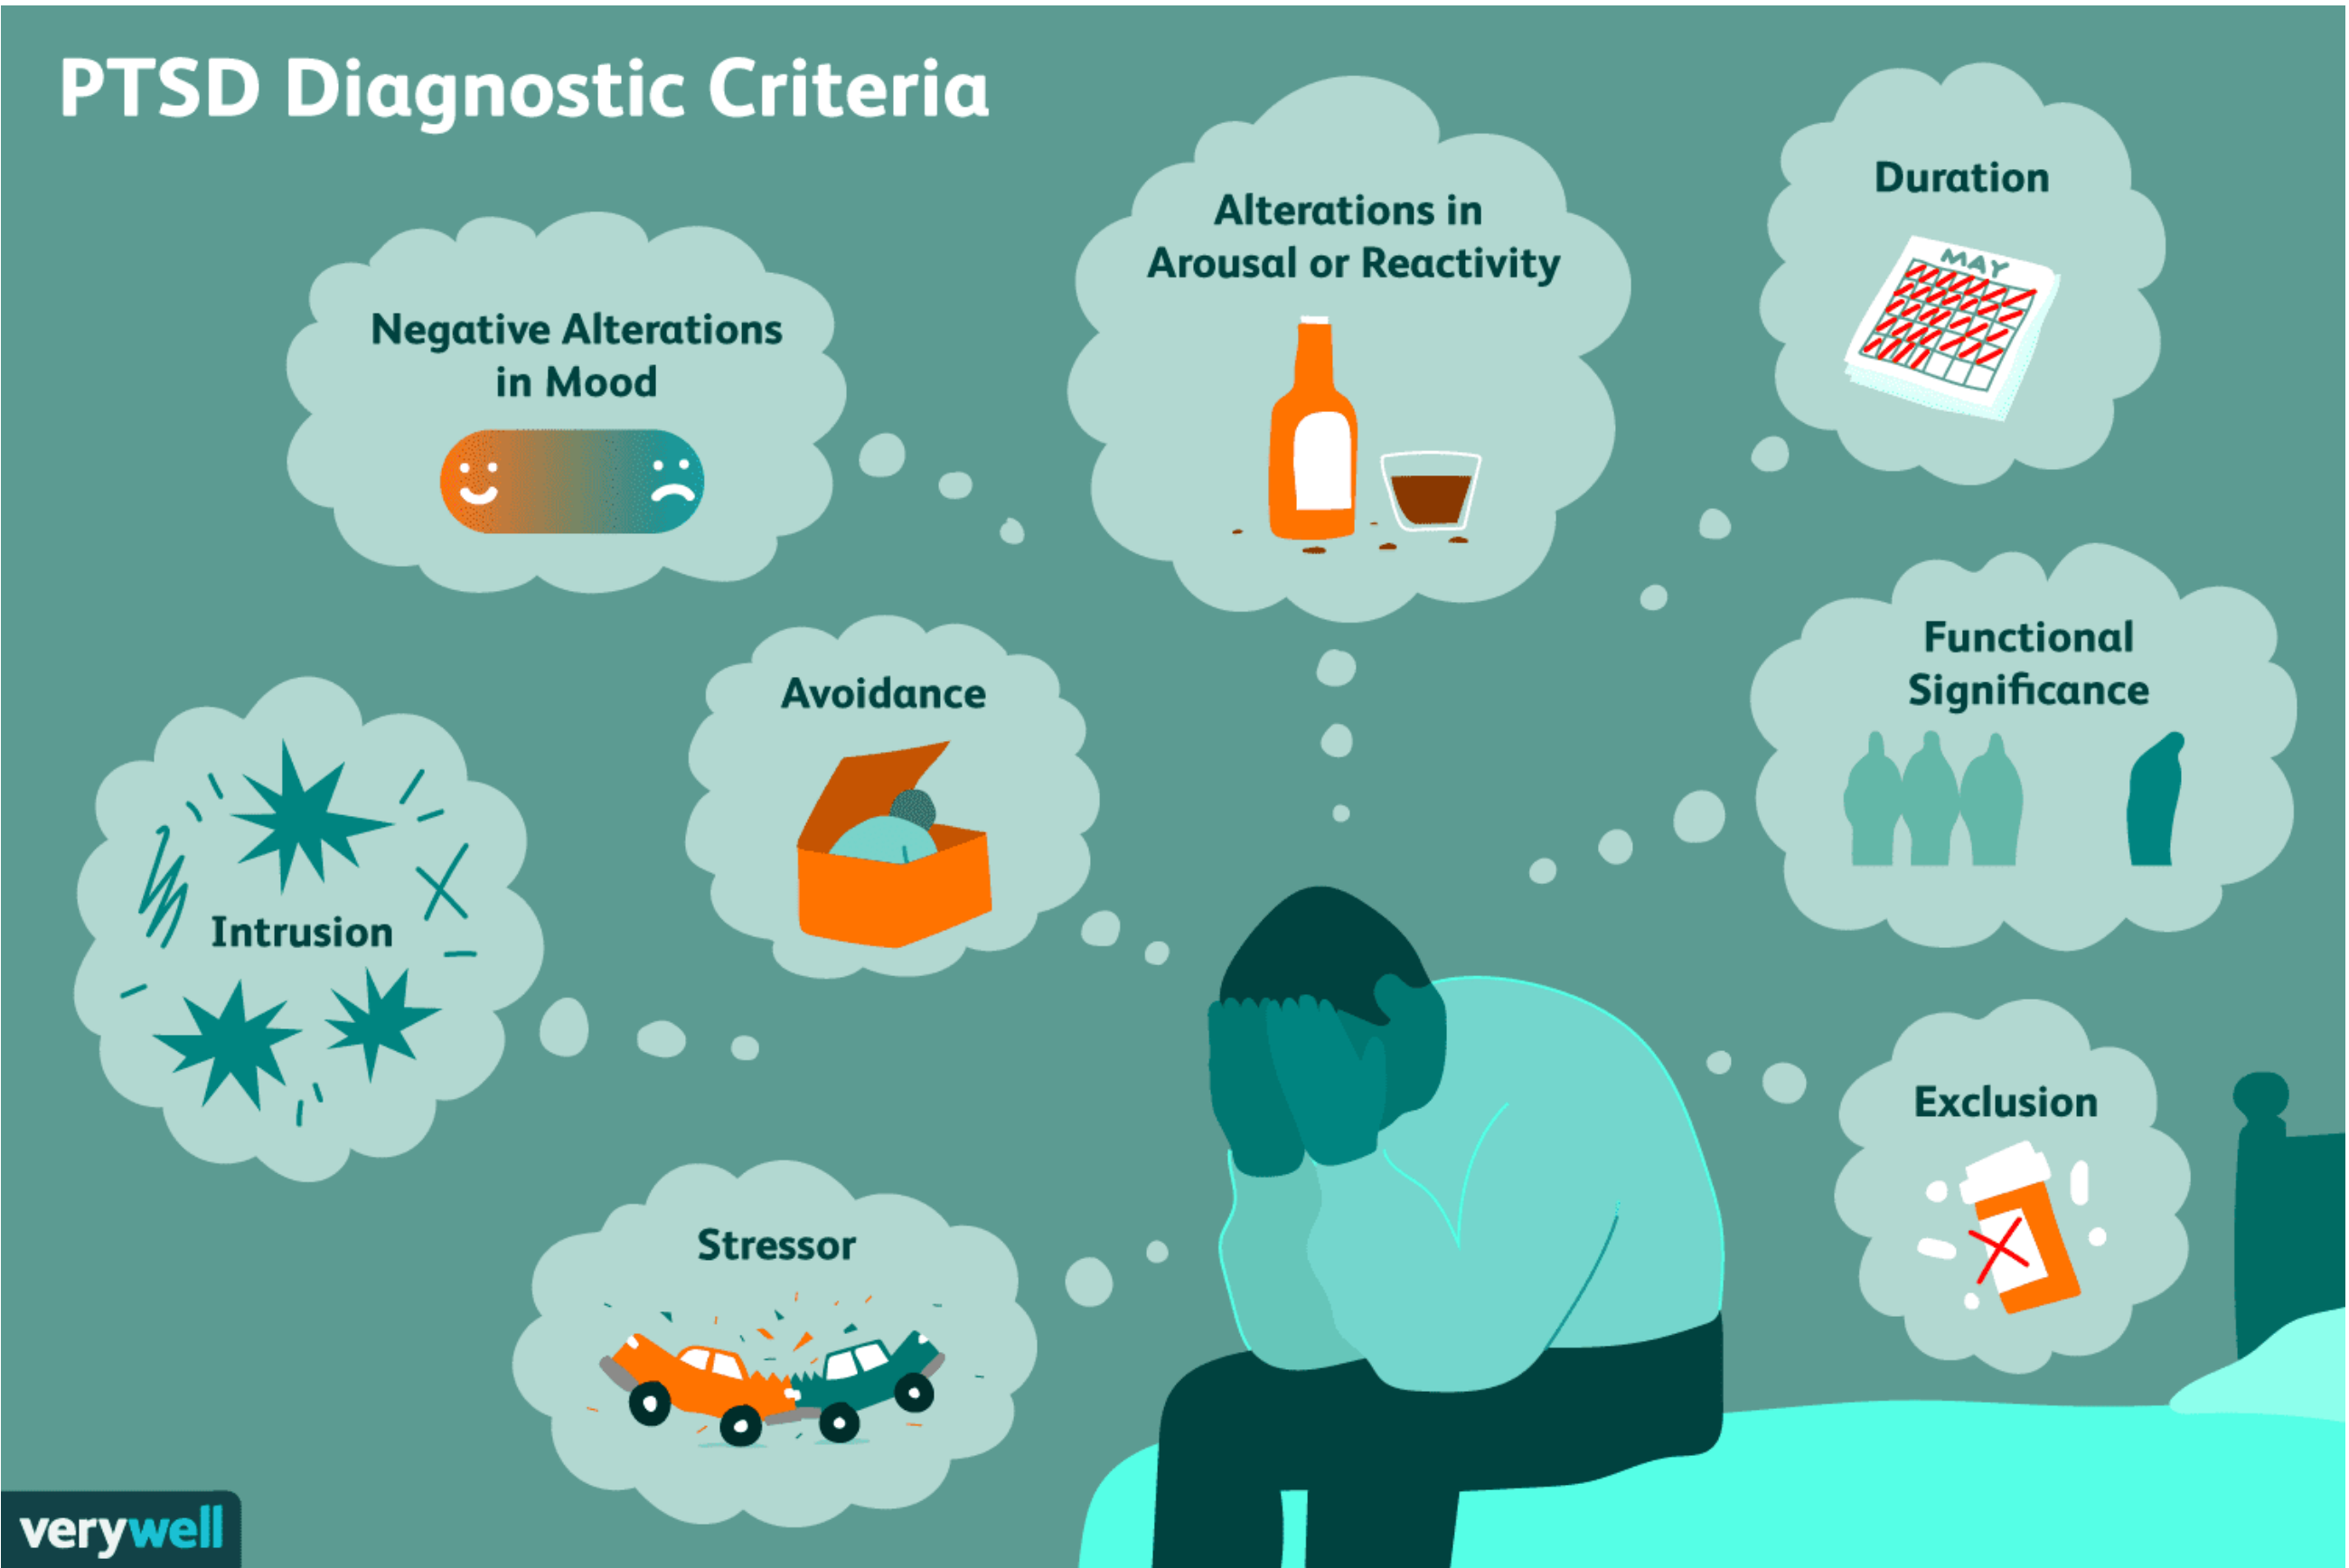 PTSD Diagnostic Criteria
Negative Alterations
in Mood
Alterations in
Arousal or Reactivity
Duration
MAY
Functional
Significance
Avoidance
Intrusion
Exclusion
Stressor
verywell